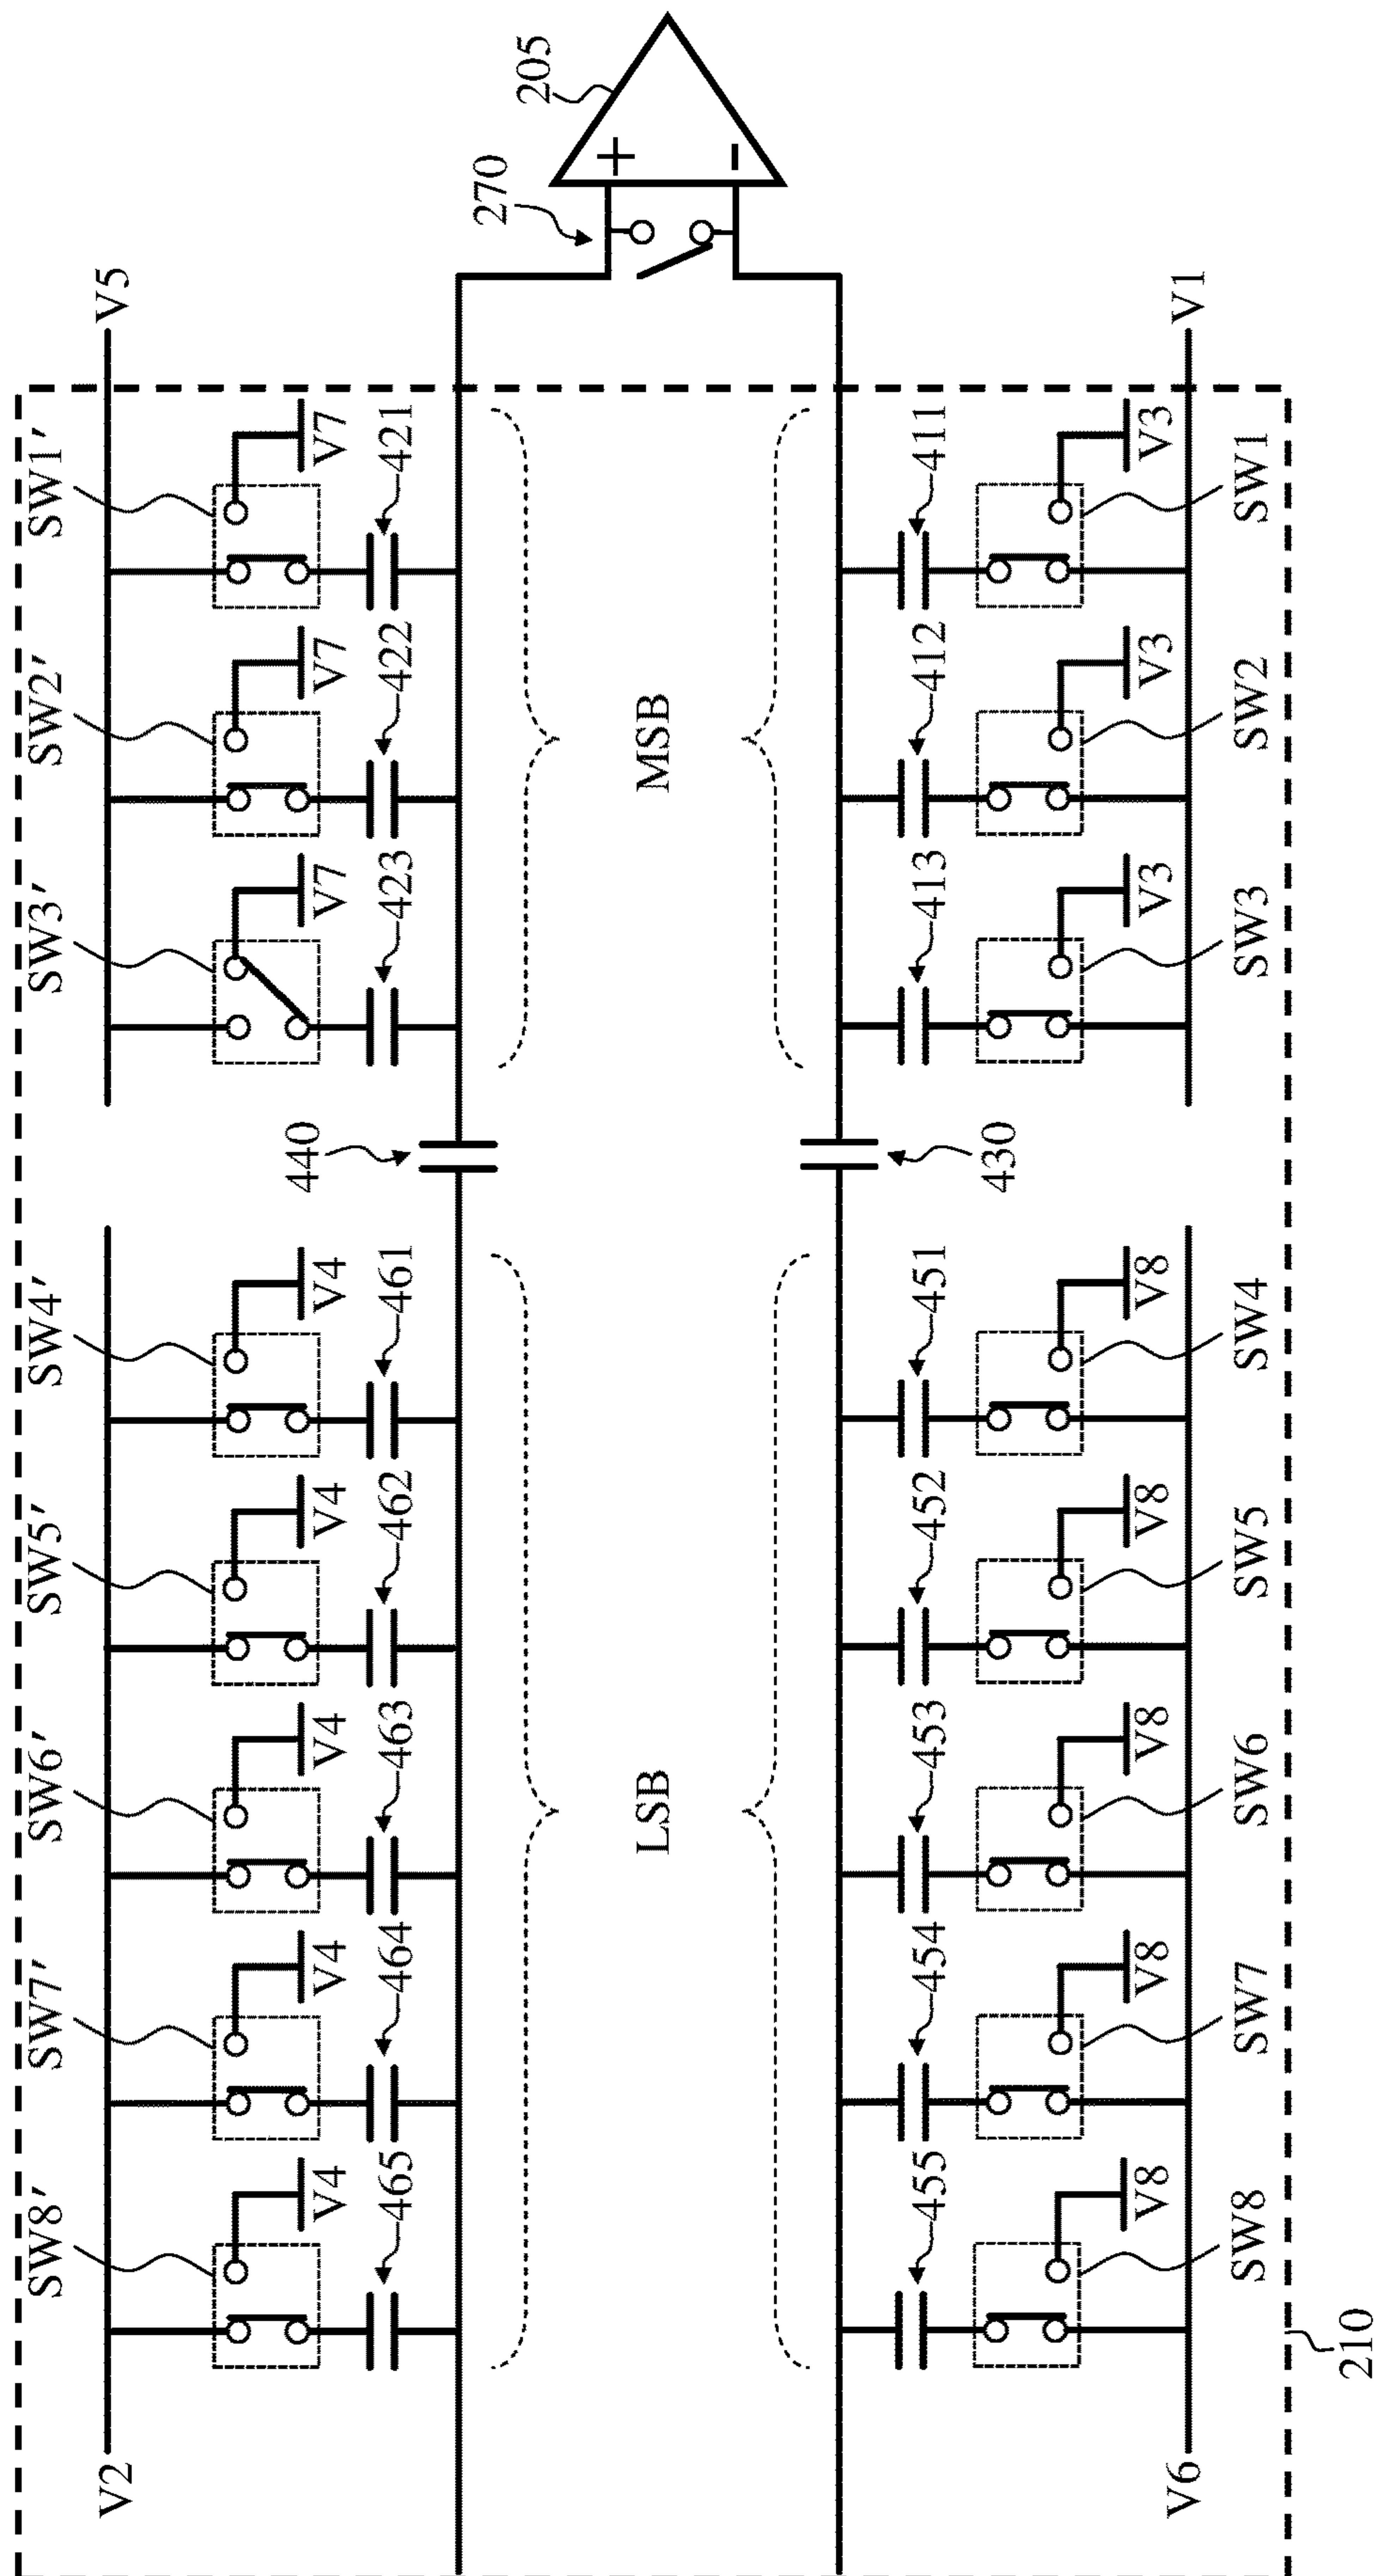 V2
V5
SW8′
SW7′
SW6′
SW5′
SW4′
SW3′
SW2′
SW1′
V4
V4
V4
V4
V4
V7
V7
V7
465
464
463
462
461
440
423
422
421
LSB
MSB
270
205
+
-
455
454
453
452
451
430
413
412
411
V8
V8
V8
V8
V8
V3
V3
V3
V6
V1
SW8
SW7
SW6
SW5
SW4
SW3
SW2
SW1
210